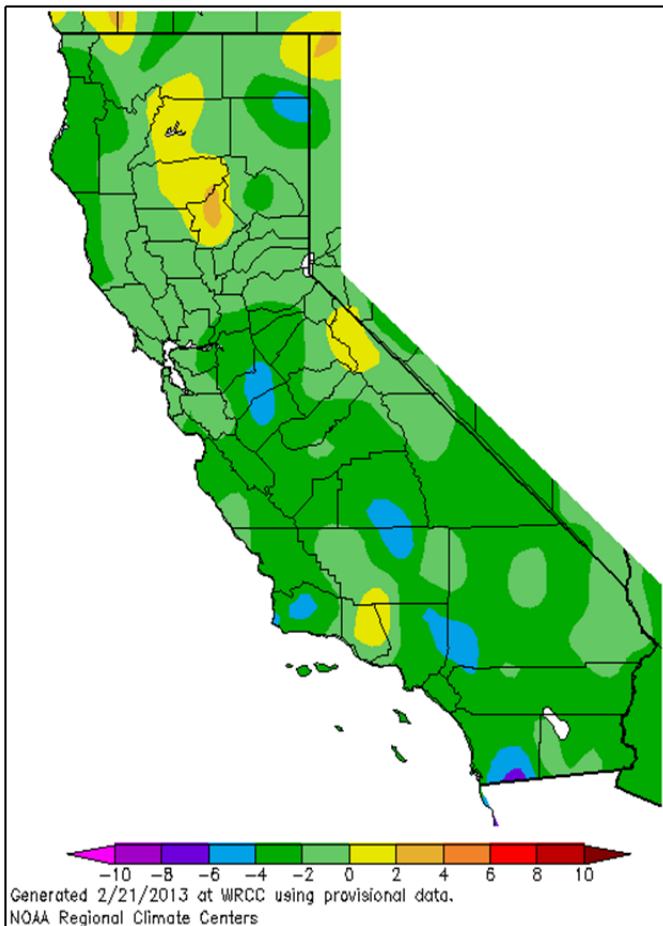 -10 -8 -6 -4 -2 0 2 4 6 8 10
Generated 2/21/2013 at WRCC using provisional data.
NOAA Regional Climate Centers